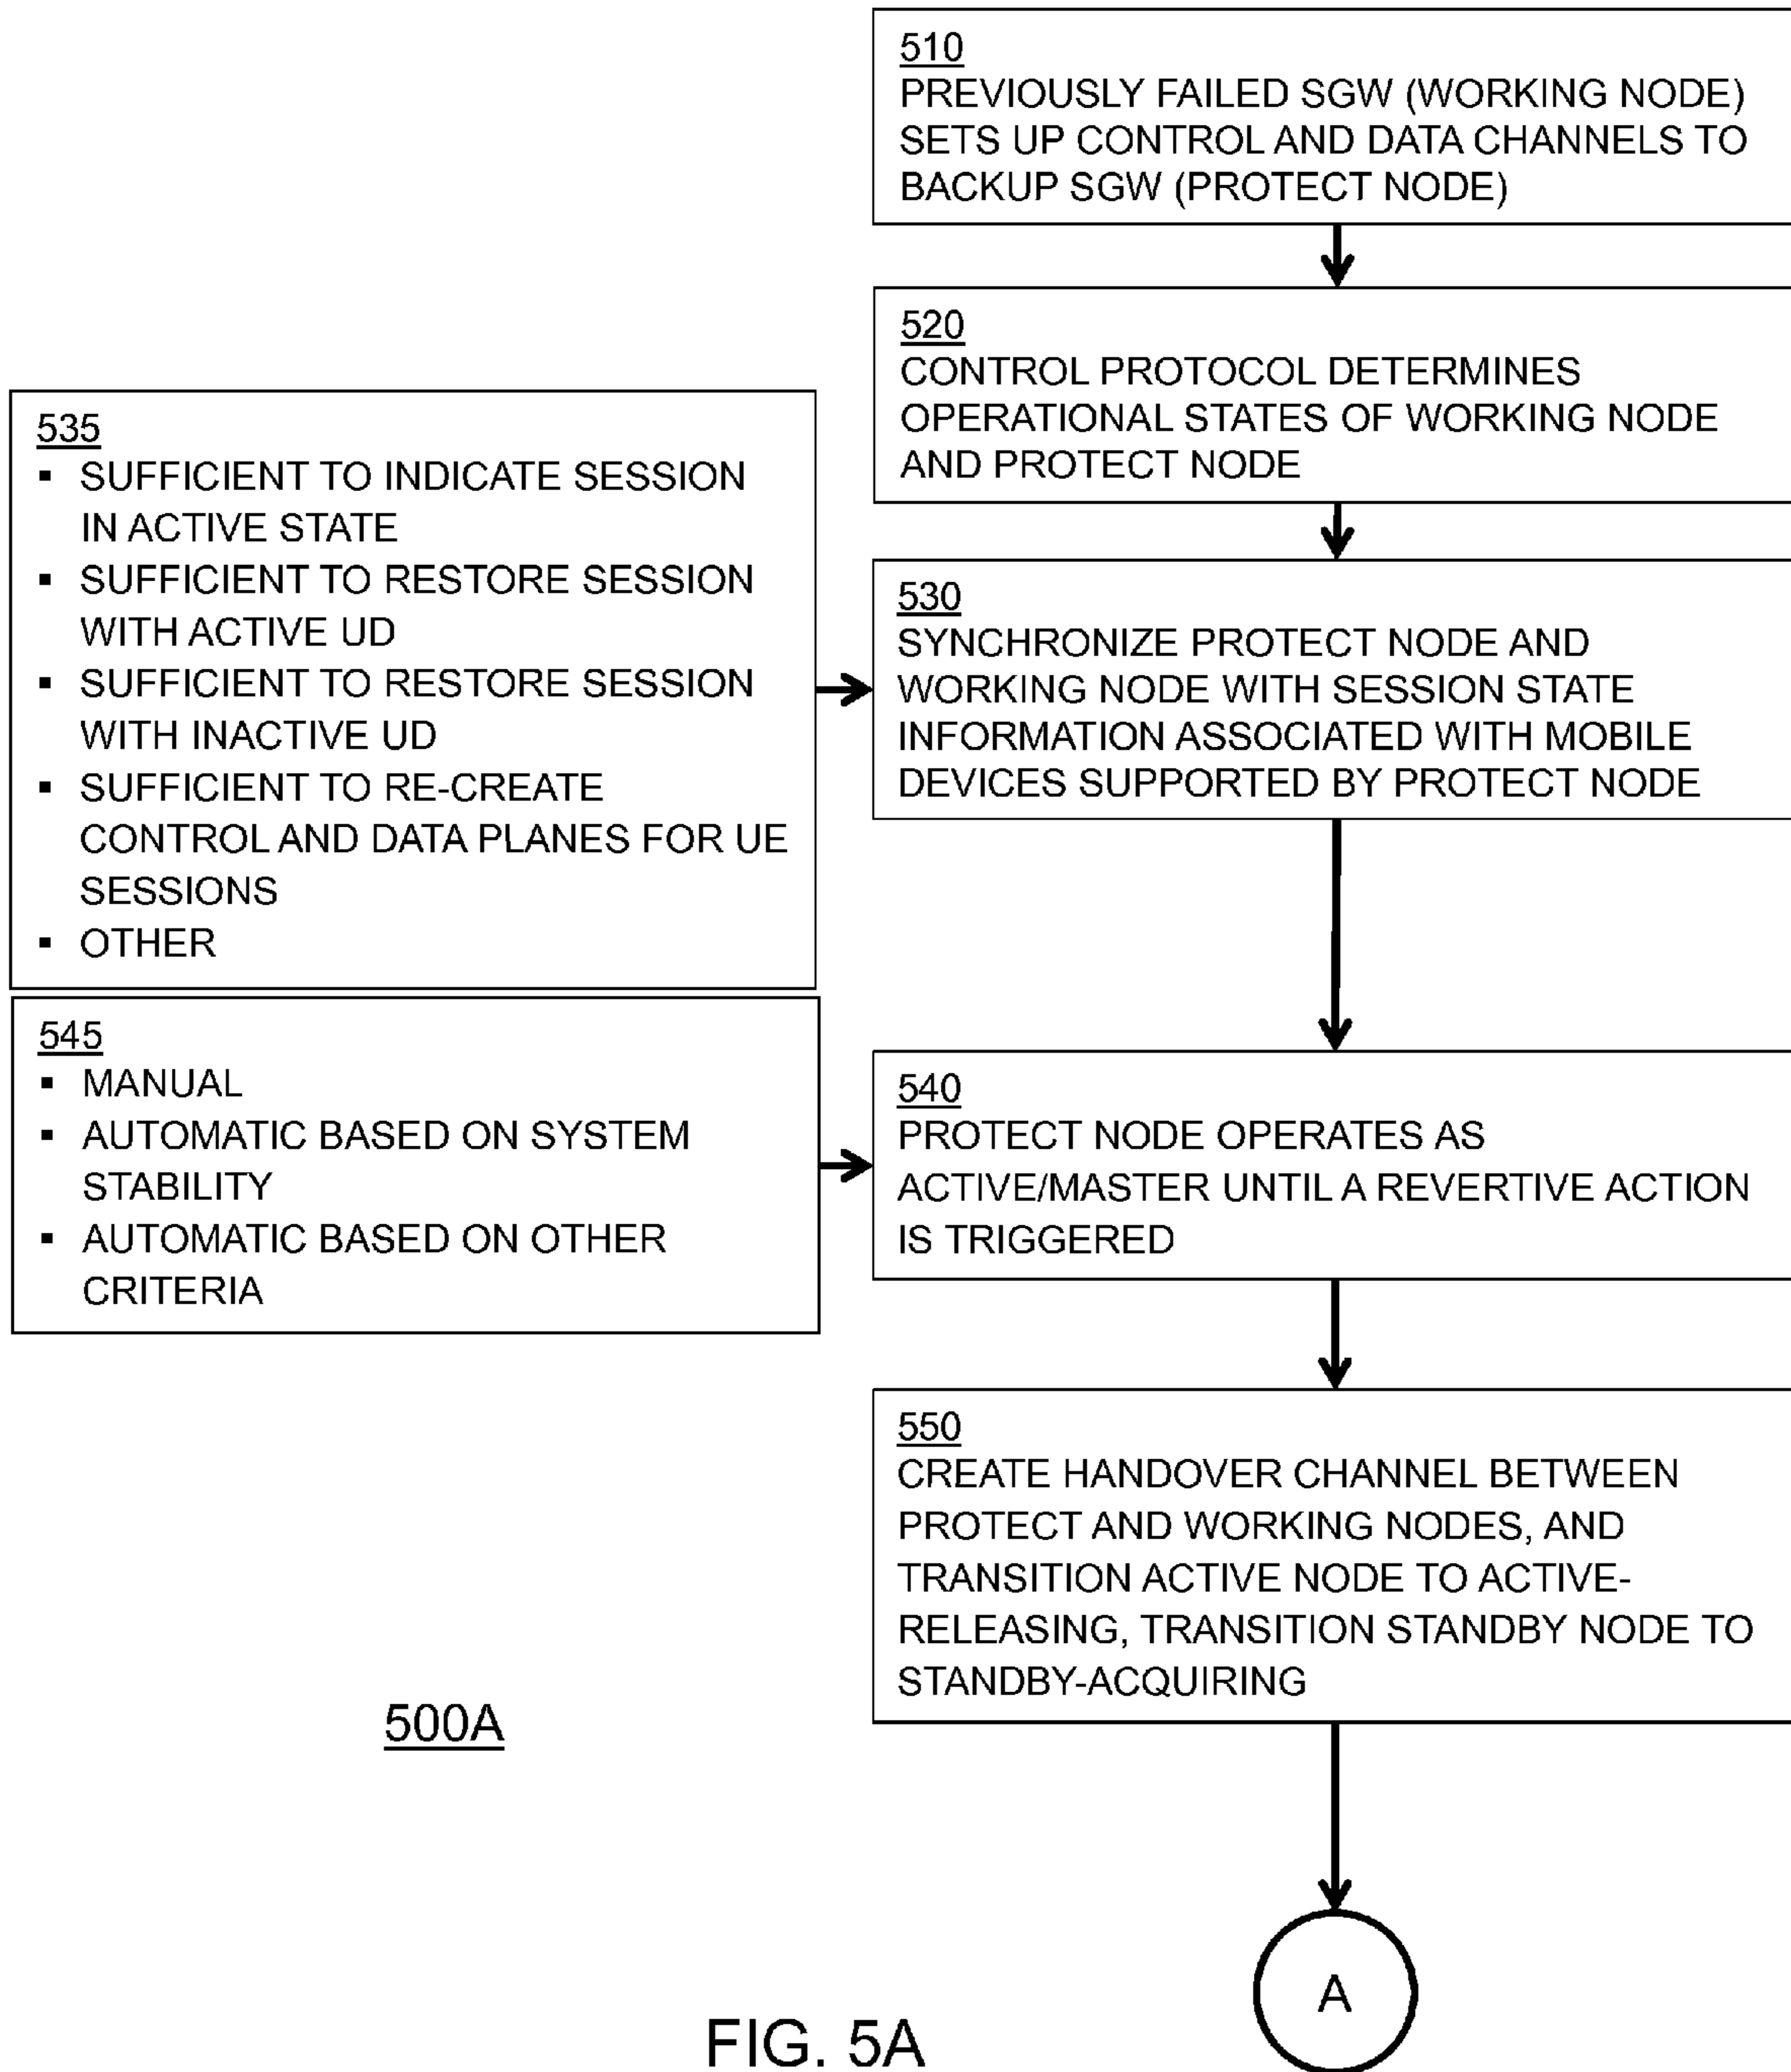 510
PREVIOUSLY FAILED SGW (WORKING NODE)
SETS UP CONTROL AND DATA CHANNELS TO
BACKUP SGW (PROTECT NODE)
520
CONTROL PROTOCOL DETERMINES
OPERATIONAL STATES OF WORKING NODE
AND PROTECT NODE
535
▪ SUFFICIENT TO INDICATE SESSION
IN ACTIVE STATE
▪ SUFFICIENT TO RESTORE SESSION
WITH ACTIVE UD
▪ SUFFICIENT TO RESTORE SESSION
WITH INACTIVE UD
▪ SUFFICIENT TO RE-CREATE
CONTROL AND DATA PLANES FOR UE
SESSIONS
▪ OTHER
530
SYNCHRONIZE PROTECT NODE AND
WORKING NODE WITH SESSION STATE
INFORMATION ASSOCIATED WITH MOBILE
DEVICES SUPPORTED BY PROTECT NODE
545
▪ MANUAL
▪ AUTOMATIC BASED ON SYSTEM
STABILITY
▪ AUTOMATIC BASED ON OTHER
CRITERIA
540
PROTECT NODE OPERATES AS
ACTIVE/MASTER UNTIL A REVERTIVE ACTION
IS TRIGGERED
550
CREATE HANDOVER CHANNEL BETWEEN
PROTECT AND WORKING NODES, AND
TRANSITION ACTIVE NODE TO ACTIVE-
RELEASING, TRANSITION STANDBY NODE TO
STANDBY-ACQUIRING
500A
A
FIG. 5A